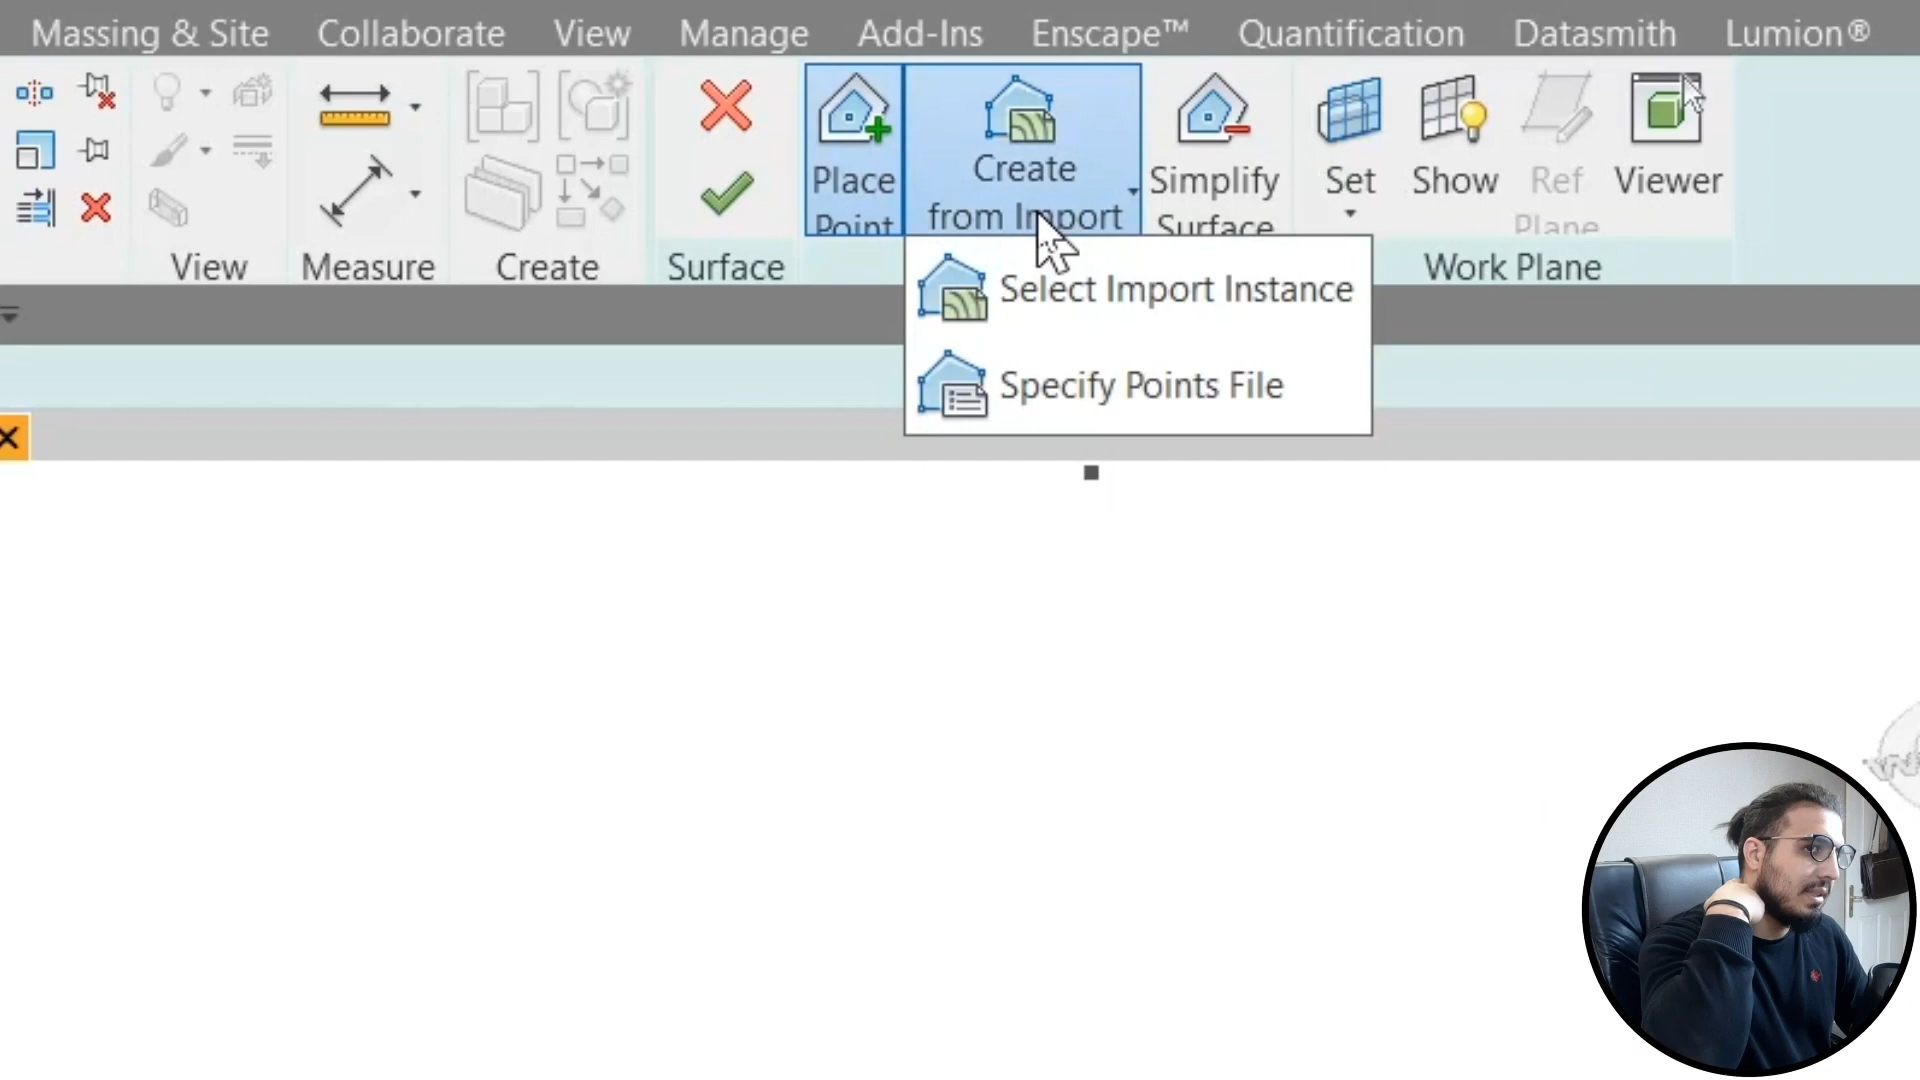 Massing & Site Collaborate View Manage Add-Ins Enscape™ Quantification Datasmith Lumion®
Place Point
Create from Import
Simplify Surface
Set
Show
Ref Plane
Viewer
View
Measure
Create
Surface
Work Plane
Select Import Instance
Specify Points File